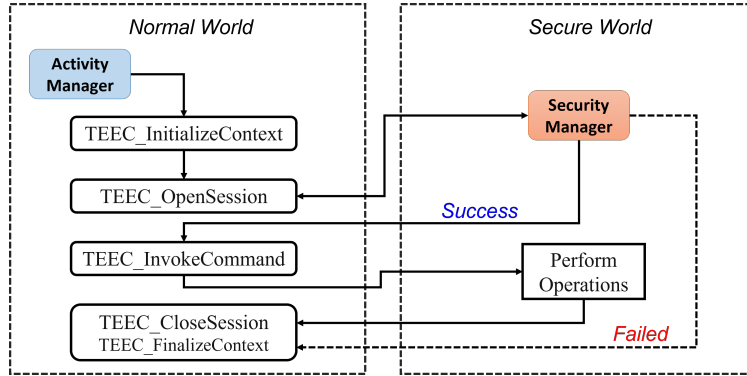 Normal World
Secure World
Activity
Manager
Security
Manager
TEEC_InitializeContext
TEEC_OpenSession
Success
TEEC_InvokeCommand
Perform
Operations
TEEC_CloseSession
TEEC_FinalizeContext
Failed